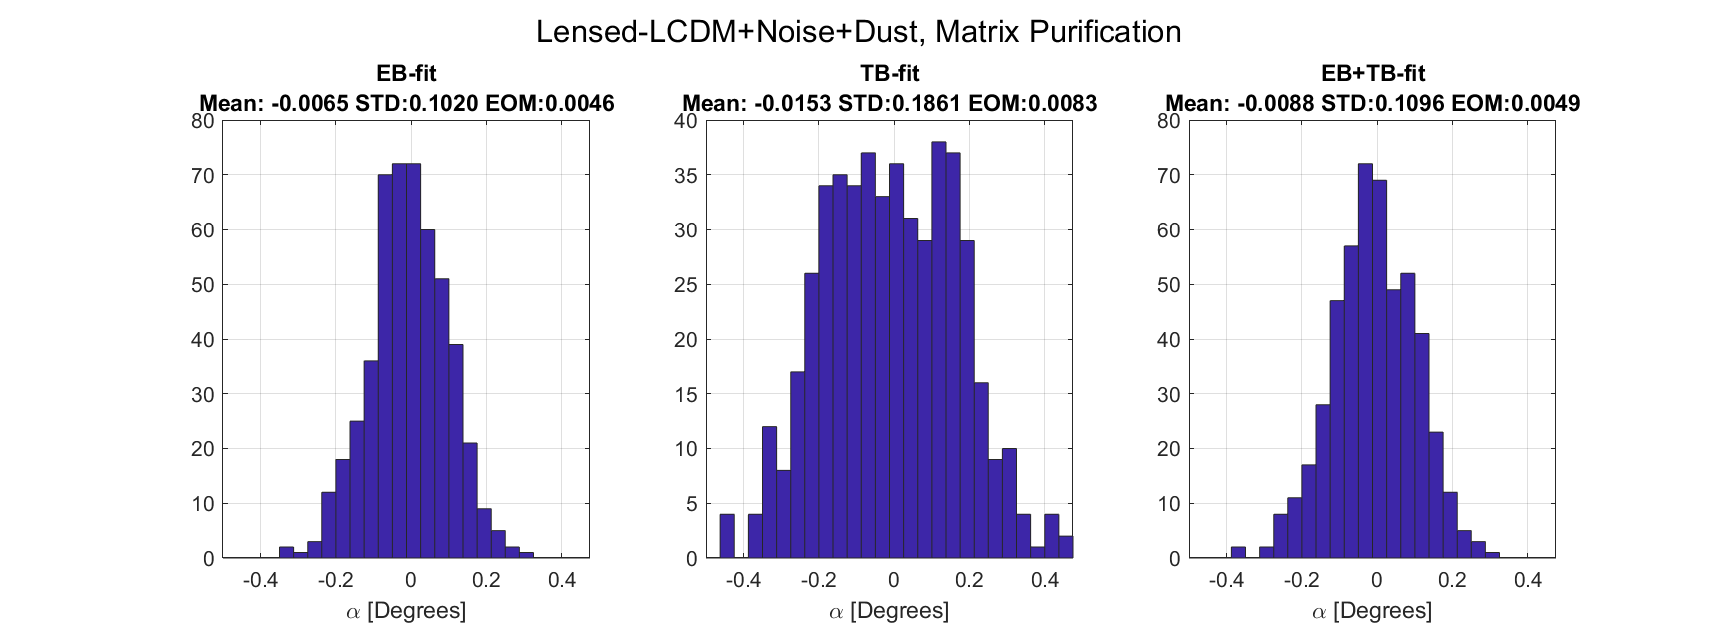 Lensed-LCDM+Noise+Dust, Matrix Purification
EB-fit
Mean: -0.0065 STD:0.1020 EOM:0.0046
80
70
60
50
40
30
20
10
0
-0.4 -0.2 0 0.2 0.4
α [Degrees]
TB-fit
Mean: -0.0153 STD:0.1861 EOM:0.0083
40
35
30
25
20
15
10
5
0
-0.4 -0.2 0 0.2 0.4
α [Degrees]
EB+TB-fit
Mean: -0.0088 STD:0.1096 EOM:0.0049
80
70
60
50
40
30
20
10
0
-0.4 -0.2 0 0.2 0.4
α [Degrees]